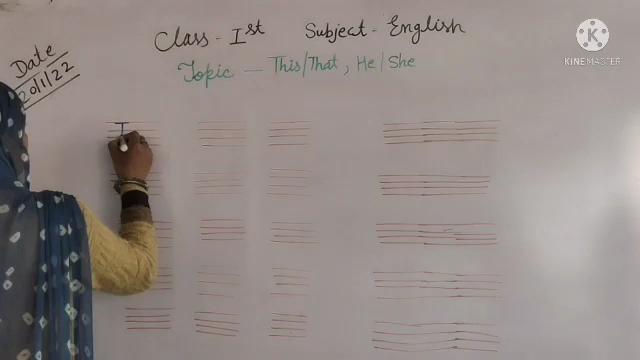 Class - Ist Subject - English
Date
20/1/22
Topic — This/That, He/She
T
KINEMASTER